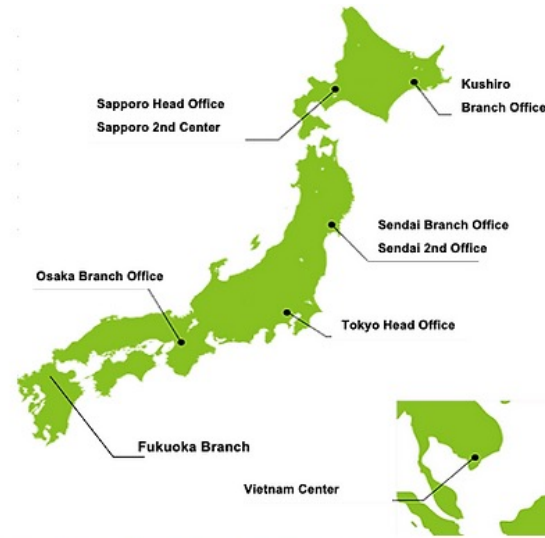 Kushiro
Branch Office
Sapporo Head Office
Sapporo 2nd Center
Sendai Branch Office
Sendai 2nd Office
Osaka Branch Office
Tokyo Head Office
Fukuoka Branch
Vietnam Center